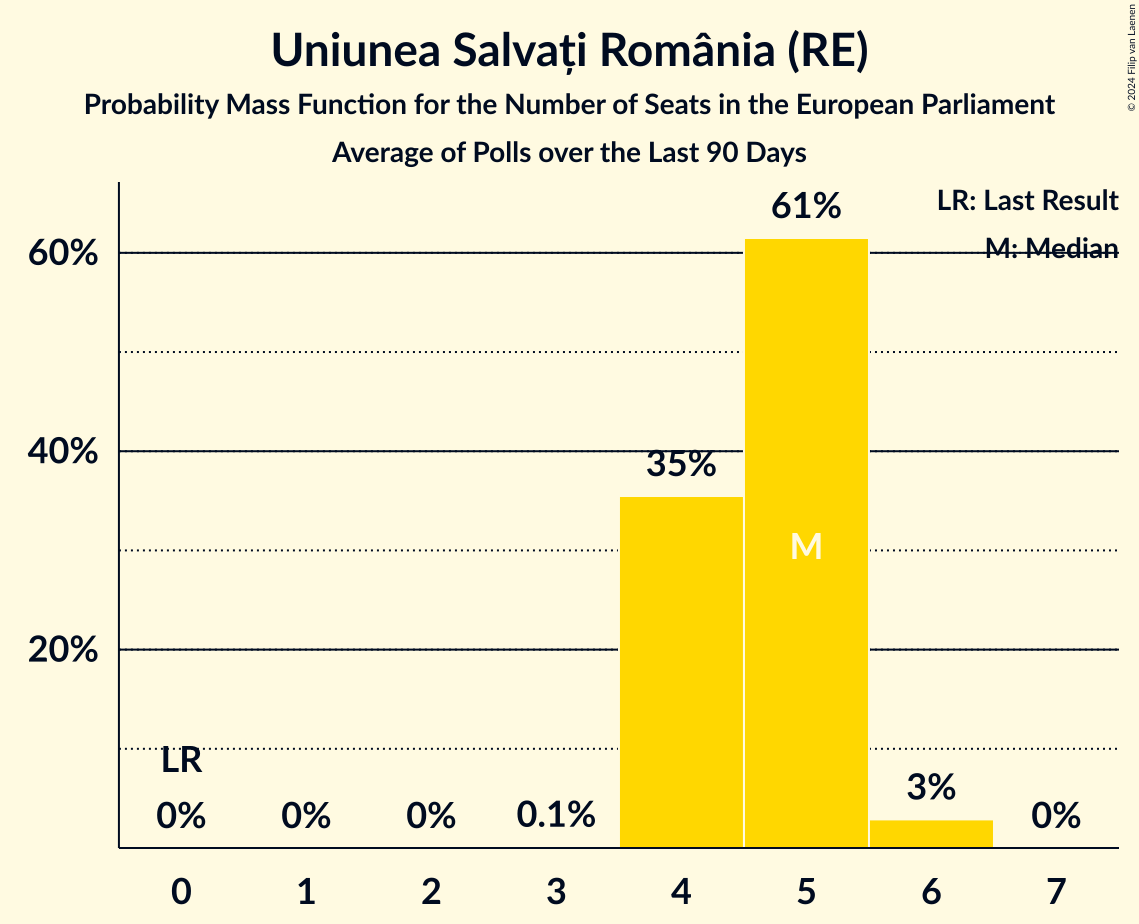 Uniunea Salvați România (RE)
Probability Mass Function for the Number of Seats in the European Parliament
Average of Polls over the Last 90 Days
© 2024 Filip van Laenen
LR: Last Result
M: Median
60%
40%
20%
61%
35%
M
LR
0%
0%
0%
0.1%
3%
0%
0 1 2 3 4 5 6 7